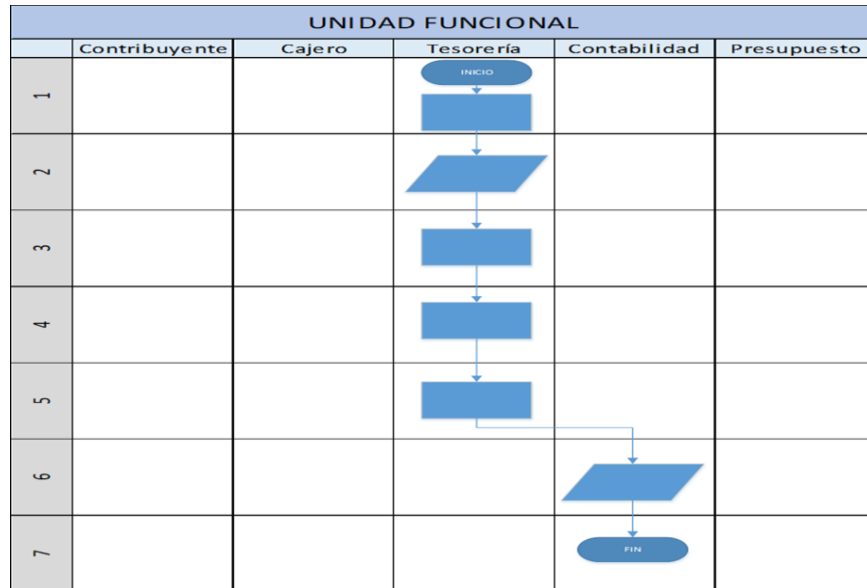 UNIDAD FUNCIONAL
Contribuyente Cajero Tesorería Contabilidad Presupuesto
INICIO
1
2
3
4
5
6
FIN
7